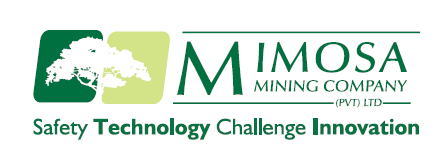 MIMOSA
MINING COMPANY
(PVT) LTD
Safety Technology Challenge Innovation